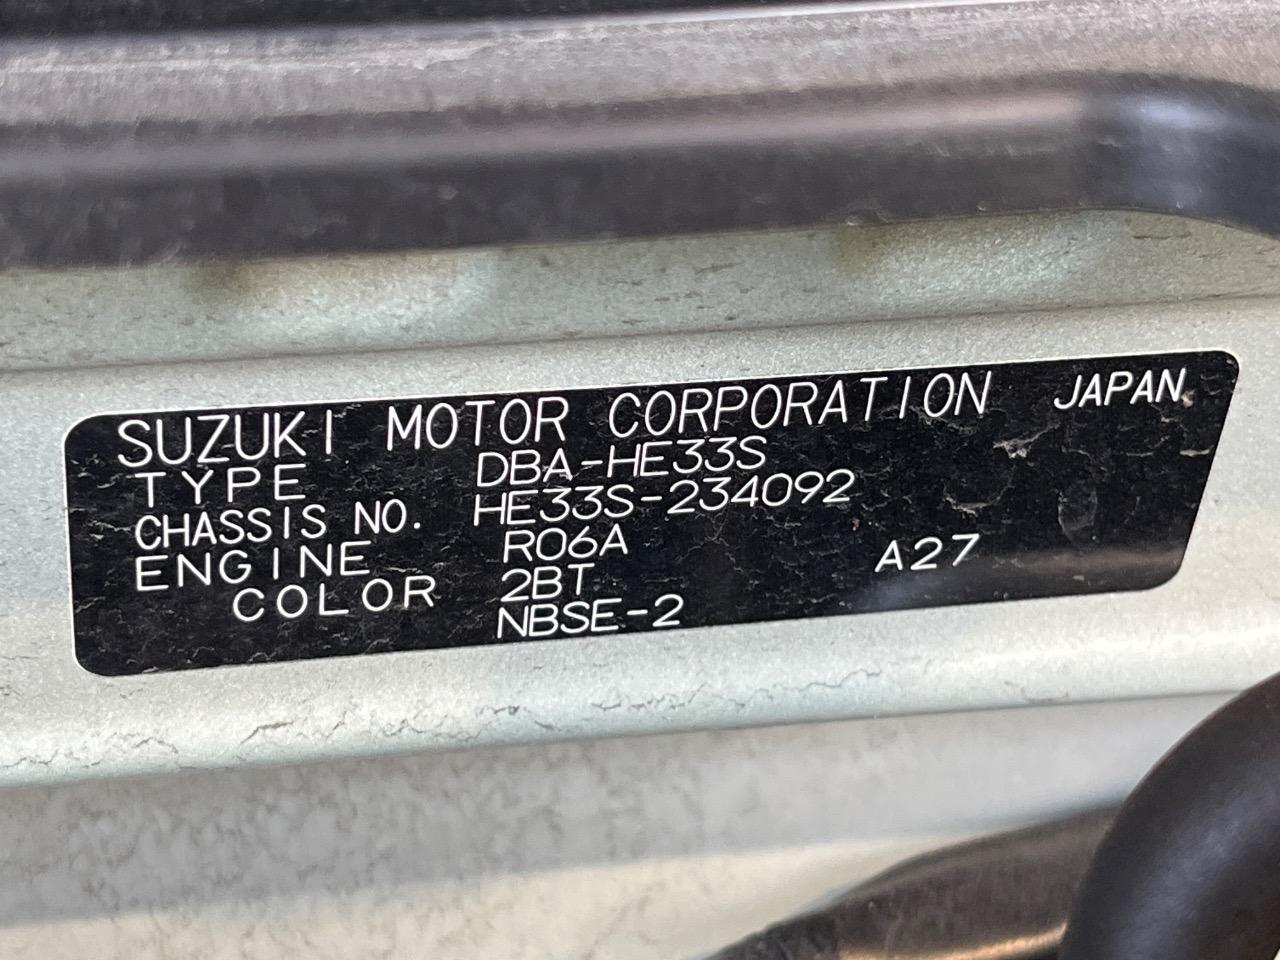 SUZUKI MOTOR CORPORATION JAPAN
TYPE DBA-HE33S
CHASSIS NO. HE33S-234092
ENGINE R06A A27
COLOR 2BT
NBSE-2